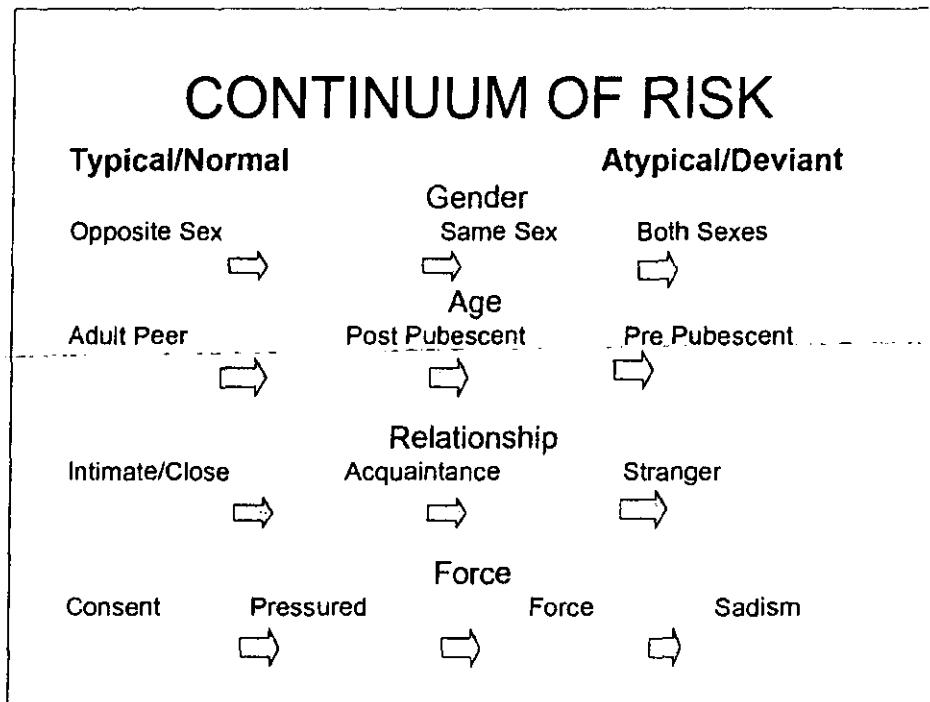 CONTINUUM OF RISK
Typical/Normal Atypical/Deviant
Gender
Opposite Sex Same Sex Both Sexes
Age
Adult Peer Post Pubescent Pre Pubescent
Relationship
Intimate/Close Acquaintance Stranger
Force
Consent Pressured Force Sadism